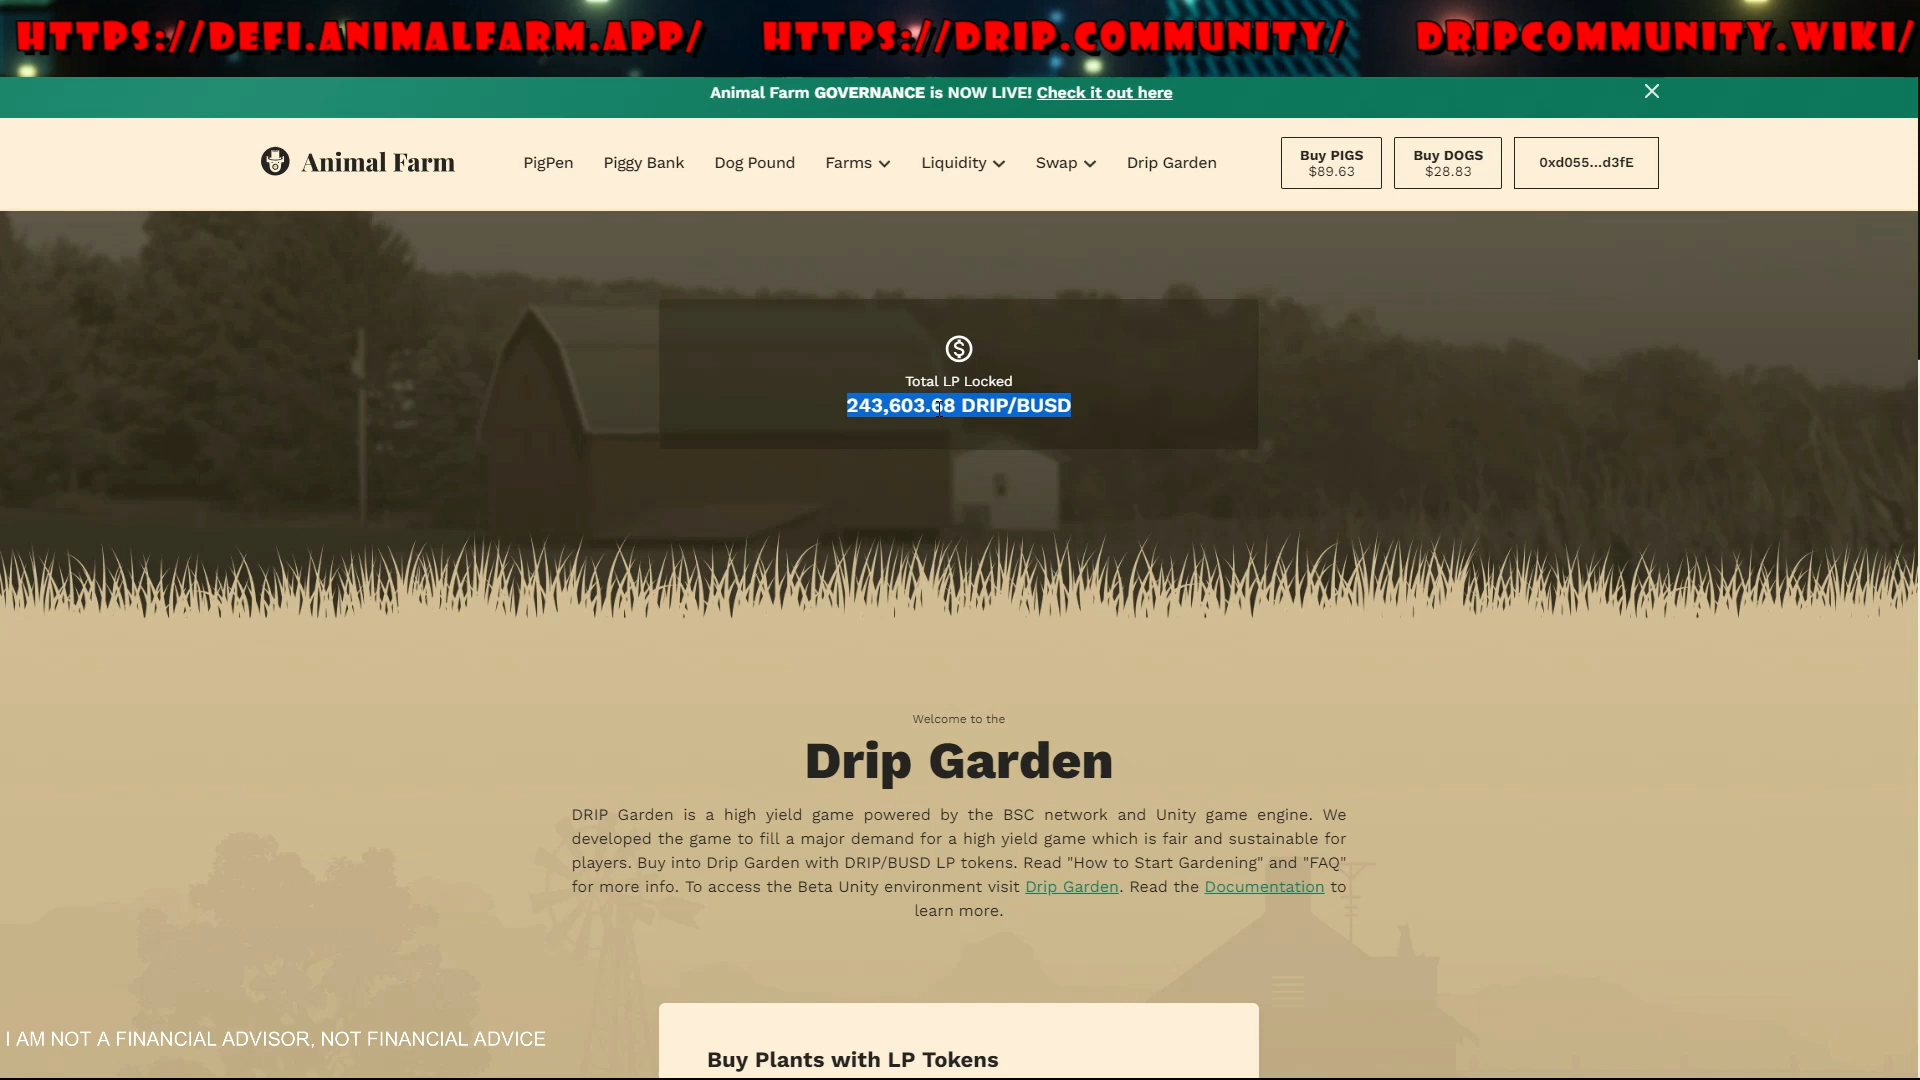 HTTPS://DEFI.ANIMALFARM.APP/ HTTPS://DRIP.COMMUNITY/ DRIPCOMMUNITY.WIKI/
Animal Farm GOVERNANCE is NOW LIVE! Check it out here
Animal Farm PigPen Piggy Bank Dog Pound Farms Liquidity Swap Drip Garden
Buy PIGS
$89.63
Buy DOGS
$28.83
0xd055...d3fE
Total LP Locked
DRIP/BUSD
Welcome to the
Drip Garden
DRIP Garden is a high yield game powered by the BSC network and Unity game engine. We
developed the game to fill a major demand for a high yield game which is fair and sustainable for
players. Buy into Drip Garden with DRIP/BUSD LP tokens. Read "How to Start Gardening" and "FAQ"
for more info. To access the Beta Unity environment visit Drip Garden. Read the Documentation to
learn more.
I AM NOT A FINANCIAL ADVISOR, NOT FINANCIAL ADVICE
Buy Plants with LP Tokens